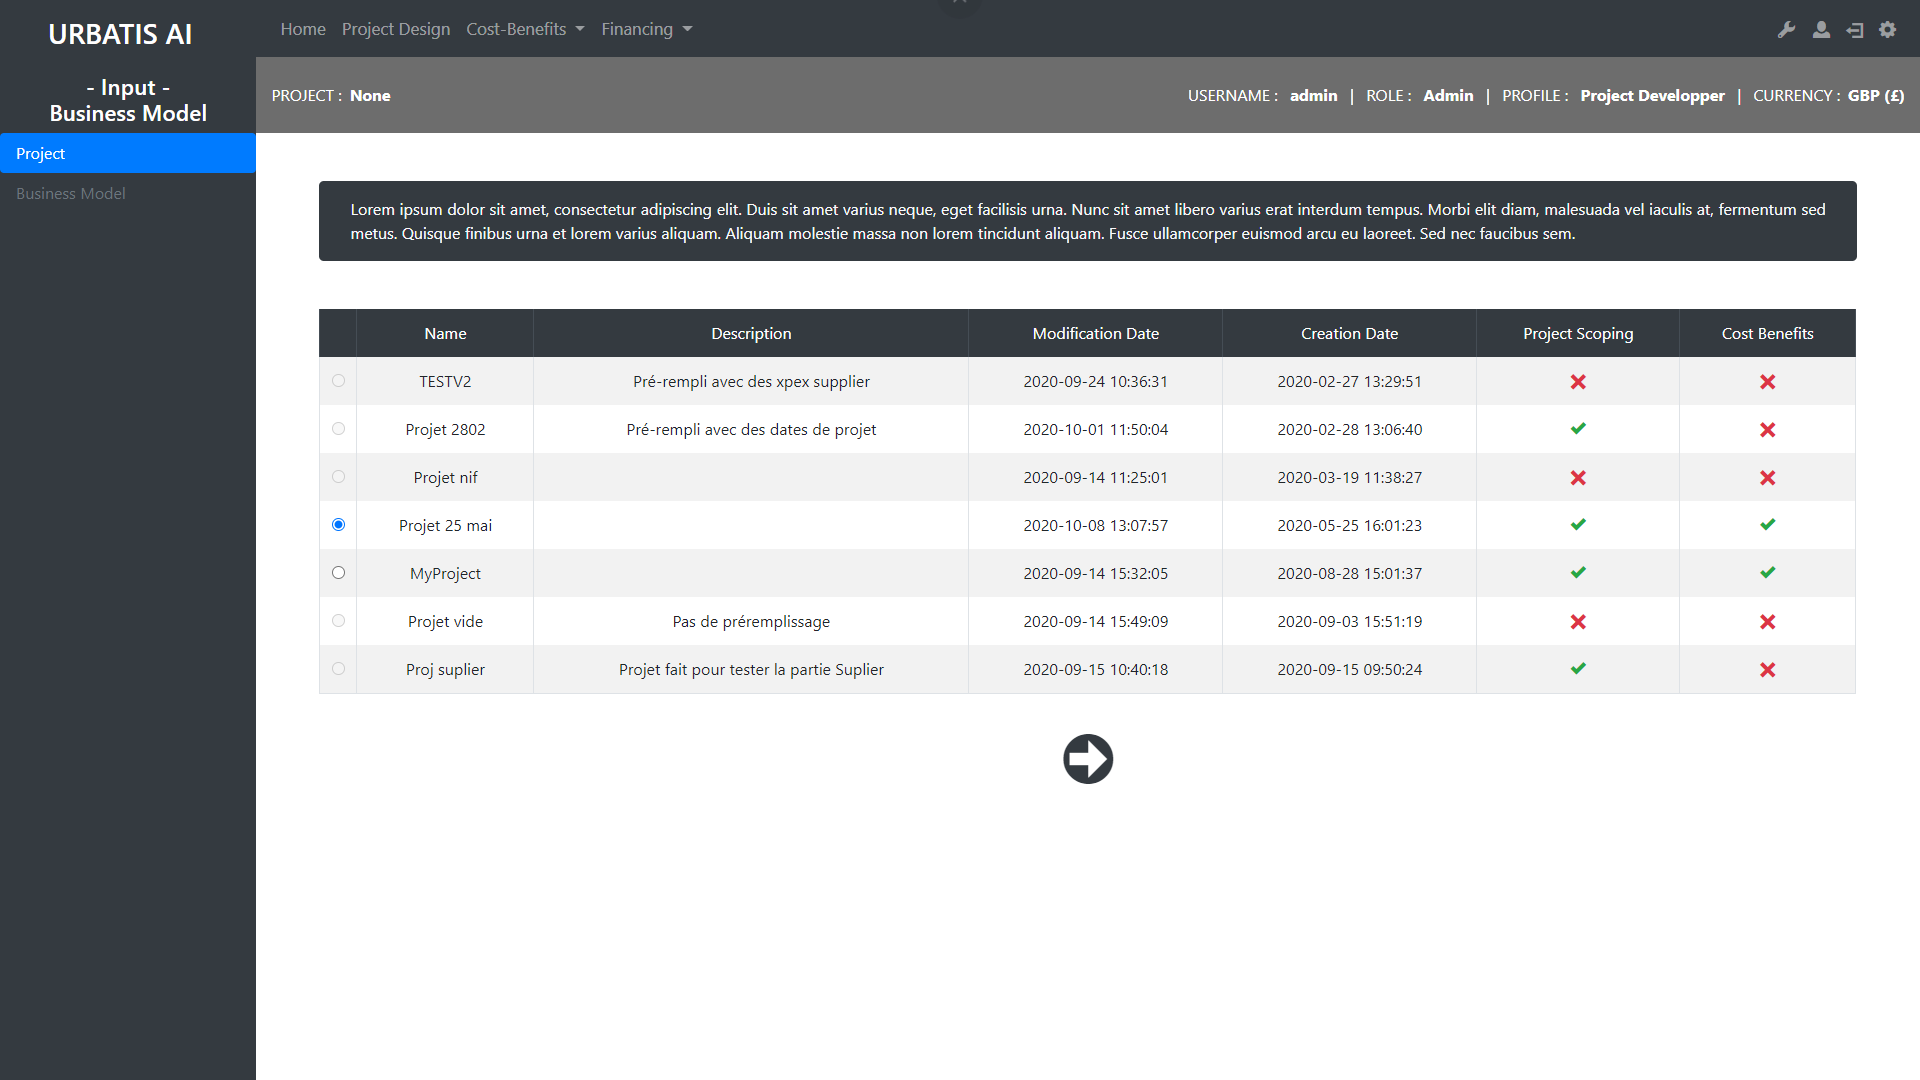 URBATIS AI
Home Project Design Cost-Benefits Financing
- Input -
Business Model
Project
Business Model
PROJECT : None
USERNAME : admin | ROLE : Admin | PROFILE : Project Developper | CURRENCY : GBP (£)
Lorem ipsum dolor sit amet, consectetur adipiscing elit. Duis sit amet varius neque, eget facilisis urna. Nunc sit amet libero varius erat interdum tempus. Morbi elit diam, malesuada vel iaculis at, fermentum sed
metus. Quisque finibus urna et lorem varius aliquam. Aliquam molestie massa non lorem tincidunt aliquam. Fusce ullamcorper euismod arcu eu laoreet. Sed nec faucibus sem.
Name Description Modification Date Creation Date Project Scoping Cost Benefits
TESTV2 Pré-rempli avec des xpex supplier 2020-09-24 10:36:31 2020-02-27 13:29:51
Projet 2802 Pré-rempli avec des dates de projet 2020-10-01 11:50:04 2020-02-28 13:06:40
Projet nif 2020-09-14 11:25:01 2020-03-19 11:38:27
Projet 25 mai 2020-10-08 13:07:57 2020-05-25 16:01:23
MyProject 2020-09-14 15:32:05 2020-08-28 15:01:37
Projet vide Pas de préremplissage 2020-09-14 15:49:09 2020-09-03 15:51:19
Proj suplier Projet fait pour tester la partie Suplier 2020-09-15 10:40:18 2020-09-15 09:50:24